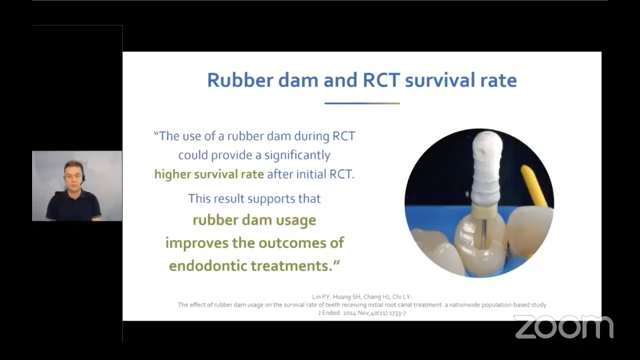 Rubber dam and RCT survival rate
“The use of a rubber dam during RCT
could provide a significantly
higher survival rate after initial RCT.
This result supports that
rubber dam usage
improves the outcomes of
endodontic treatments.”
Lin PY, Huang SH, Chang HJ, Chi LY:
The effect of rubber dam usage on the survival rate of teeth receiving initial root canal treatment: a nationwide population-based study
J Endod. 2014 Nov;40(11):1733-7
zoom